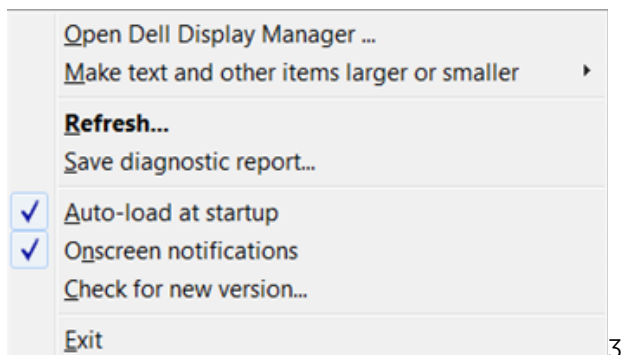 Open Dell Display Manager ...
Make text and other items larger or smaller
Refresh...
Save diagnostic report...
Auto-load at startup
Onscreen notifications
Check for new version...
Exit
3